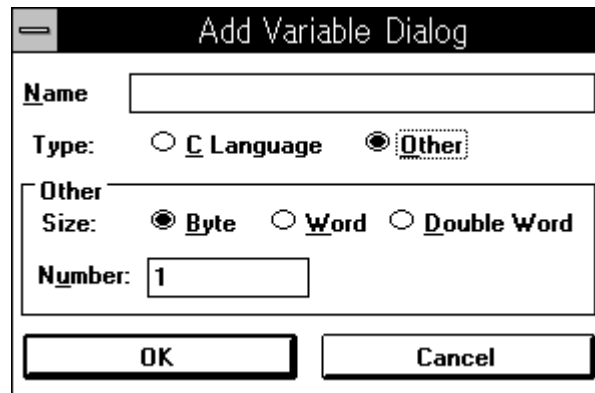 Add Variable Dialog
Name
Type: C Language Other
Other
Size: Byte Word Double Word
Number: 1
OK Cancel